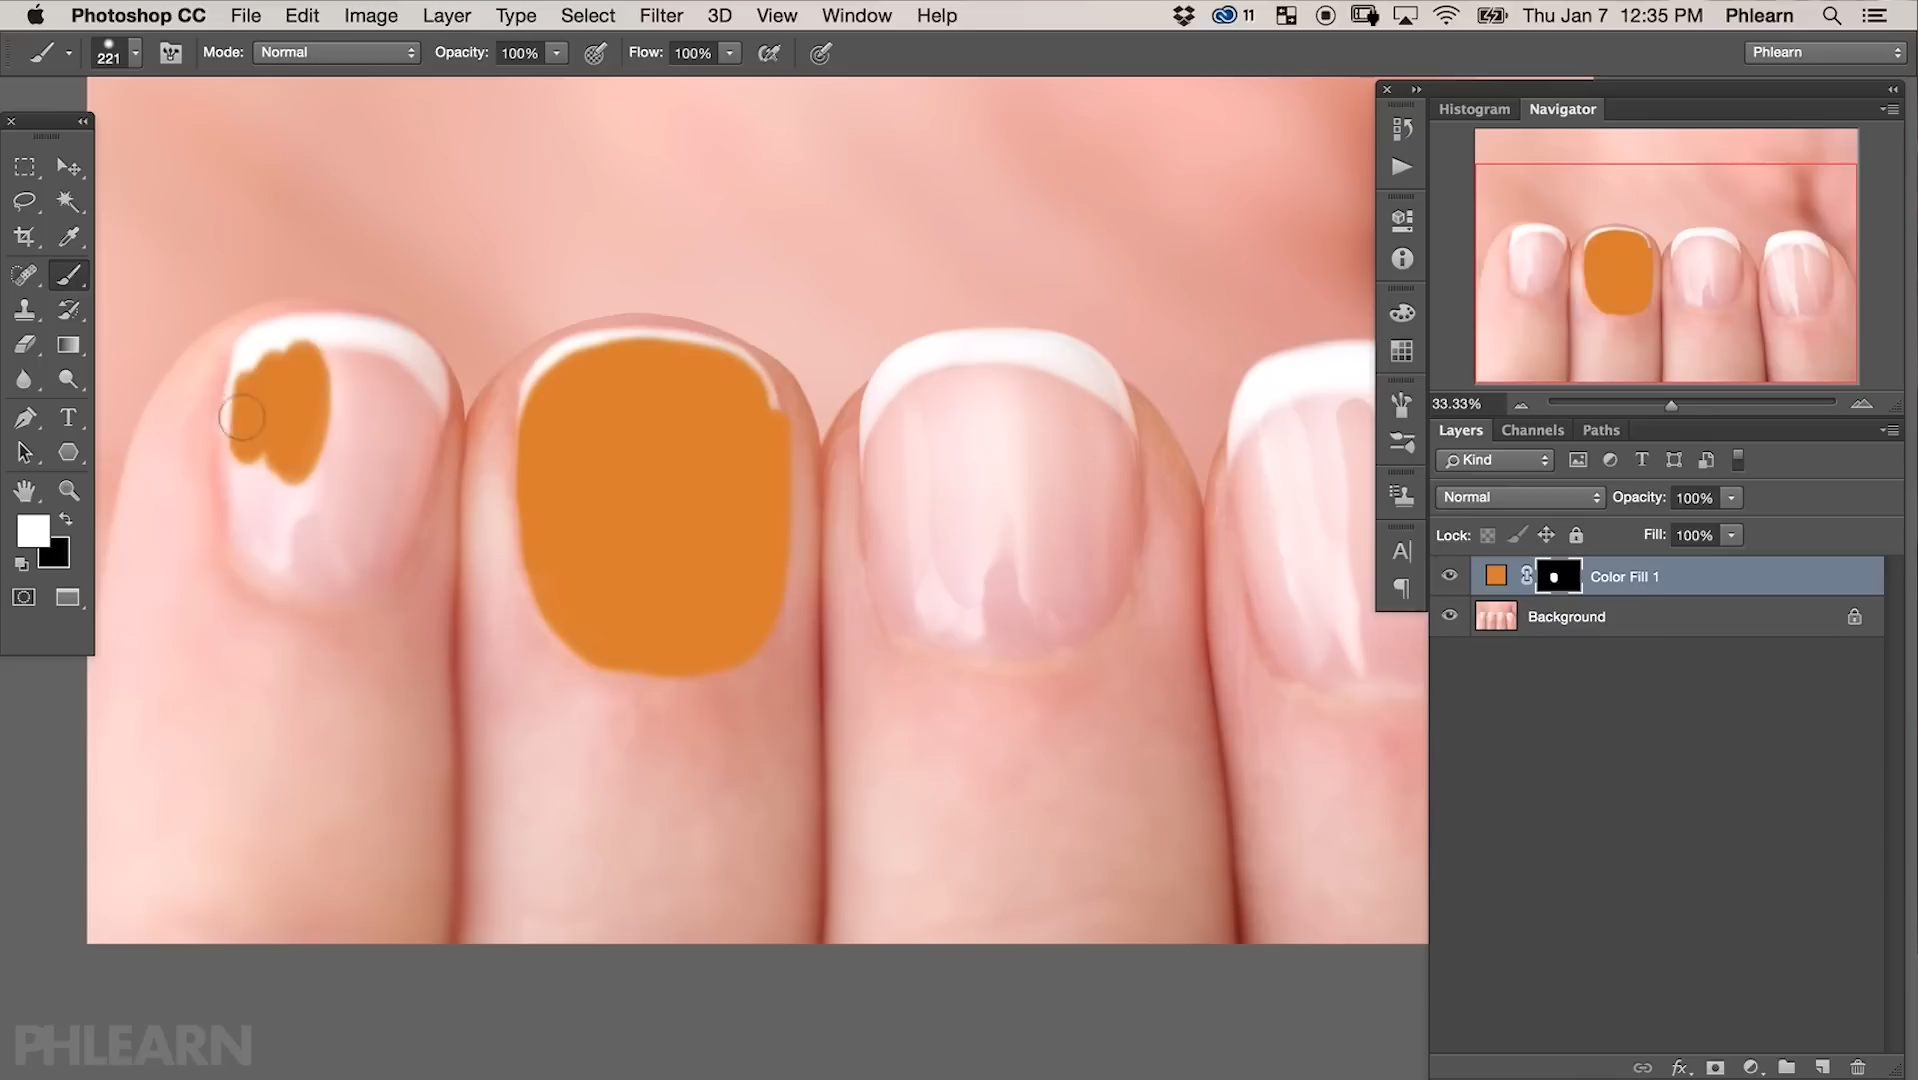 Photoshop CC File Edit Image Layer Type Select Filter 3D View Window Help 11 Thu Jan 7 12:35 PM Phlearn
221 Mode: Normal Opacity: 100% Flow: 100% Phlearn
Histogram Navigator
33.33%
Layers Channels Paths
Kind
Normal Opacity: 100%
Lock: Fill: 100%
Color Fill 1
Background
PHLEARN